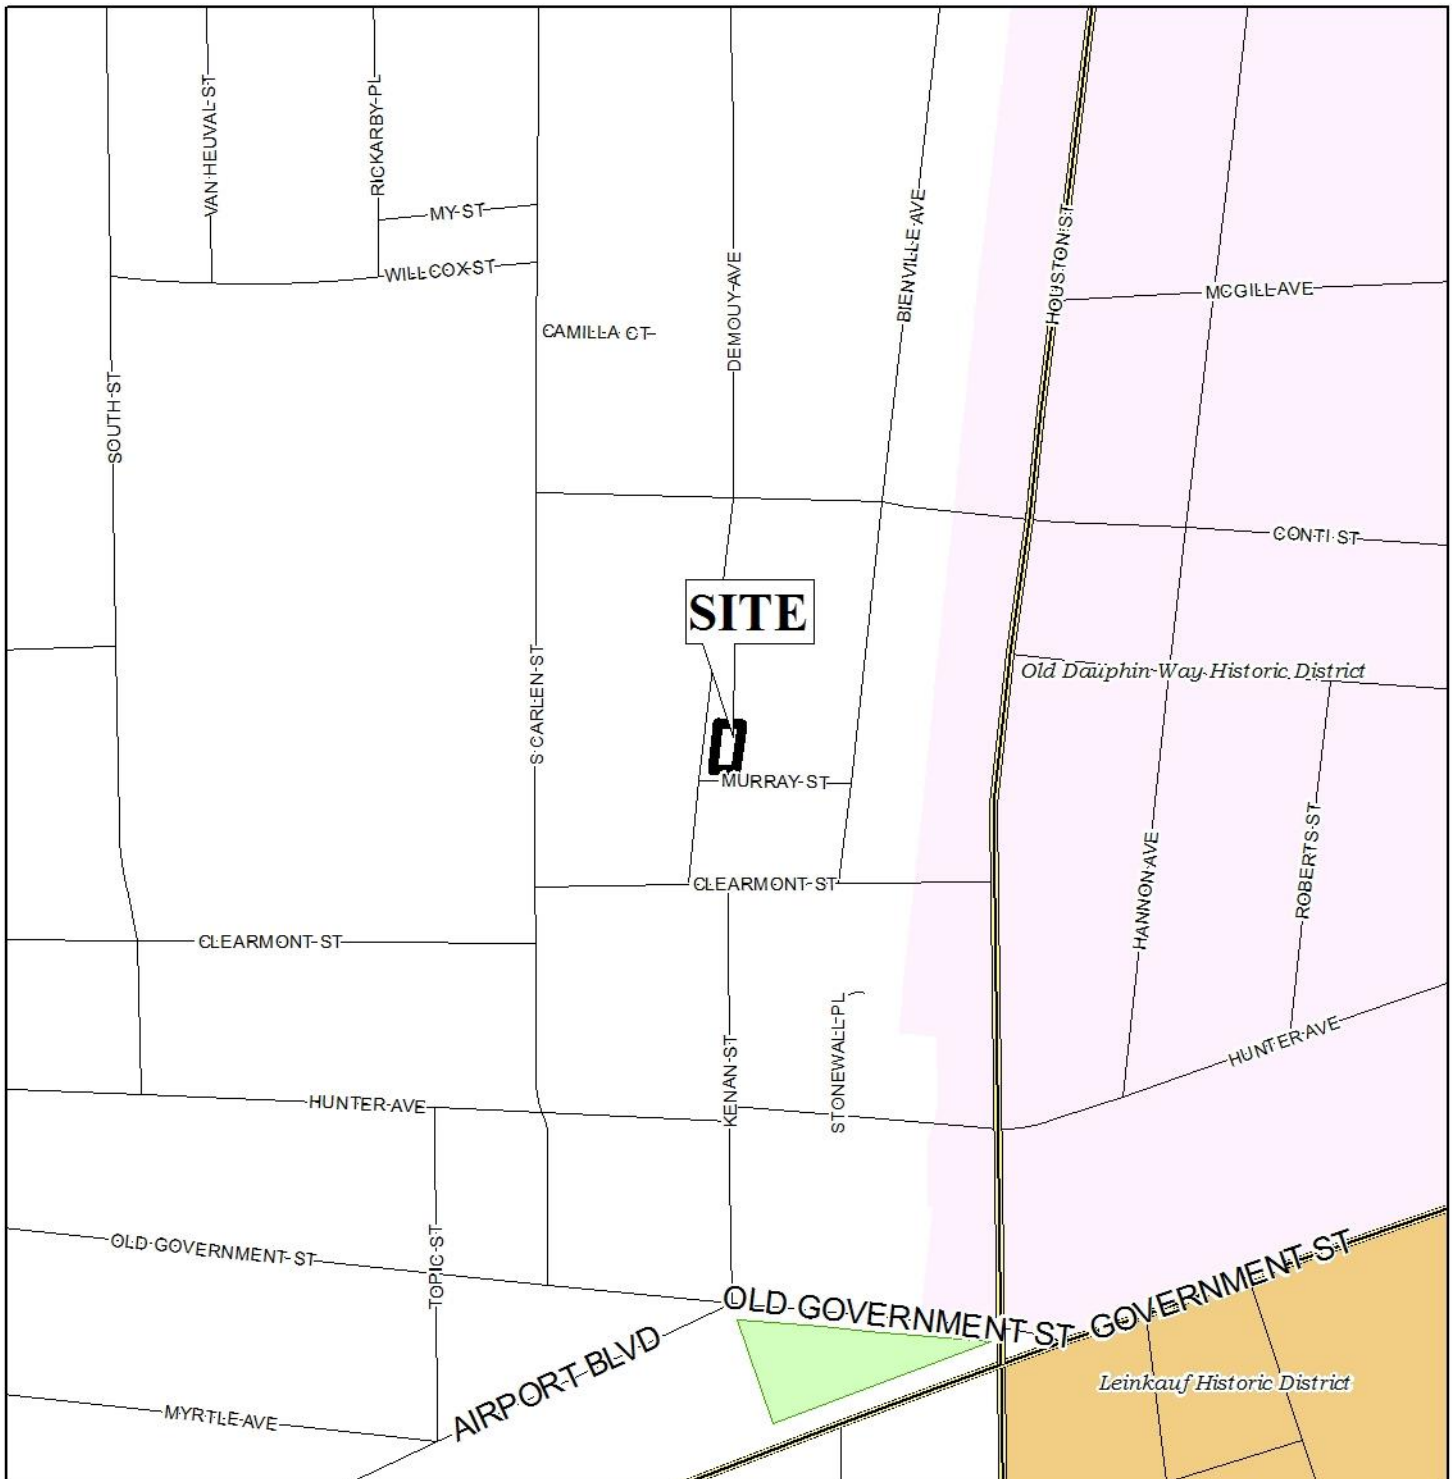 VAN HEUVAL ST
RICKARBY PL
MY ST
WILLCOX ST
BIENVILLE AVE
HOUSTON ST
DEMOUY AVE
MCGILL AVE
CAMILLA CT
SOUTH ST
CONTI ST
SITE
S CARLEN ST
Old Dauphin Way Historic District
MURRAY ST
HANNON AVE
ROBERTS ST
CLEARMONT ST
CLEARMONT ST
STONEWALL PL
KENAN ST
HUNTER AVE
HUNTER AVE
OLD GOVERNMENT ST
TOPIC ST
OLD GOVERNMENT ST
GOVERNMENT ST
AIRPORT BLVD
Leinkauf Historic District
MYRTLE AVE